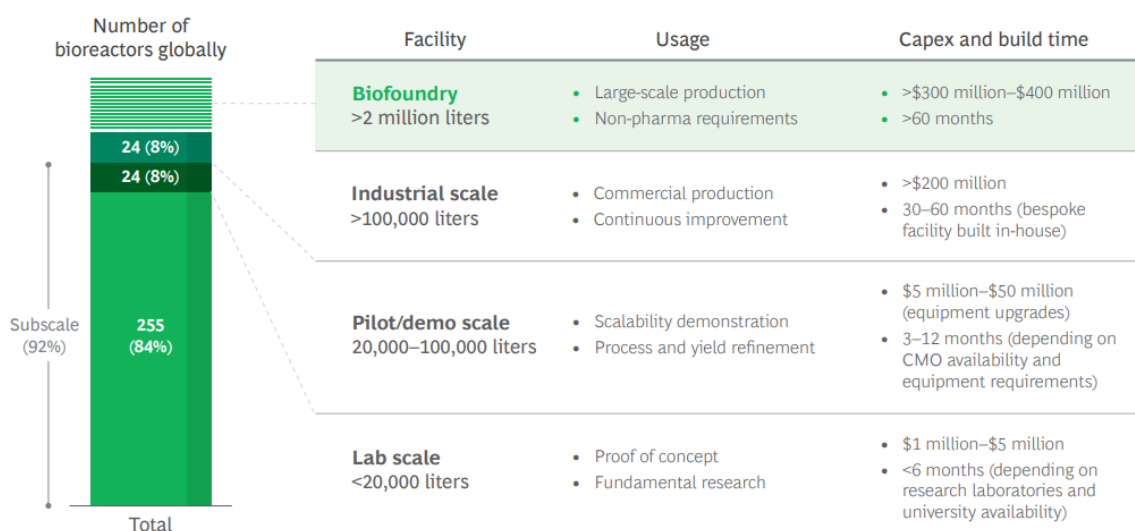 Number of
bioreactors globally
Facility
Usage
Capex and build time
Biofoundry
>2 million liters
• Large-scale production
• Non-pharma requirements
• >$300 million–$400 million
• >60 months
24 (8%)
24 (8%)
Industrial scale
>100,000 liters
• Commercial production
• Continuous improvement
• >$200 million
• 30–60 months (bespoke
facility built in-house)
Subscale
(92%)
255
(84%)
Pilot/demo scale
20,000–100,000 liters
• Scalability demonstration
• Process and yield refinement
• $5 million–$50 million
(equipment upgrades)
• 3–12 months (depending on
CMO availability and
equipment requirements)
Lab scale
<20,000 liters
• Proof of concept
• Fundamental research
• $1 million–$5 million
• <6 months (depending on
research laboratories and
university availability)
Total